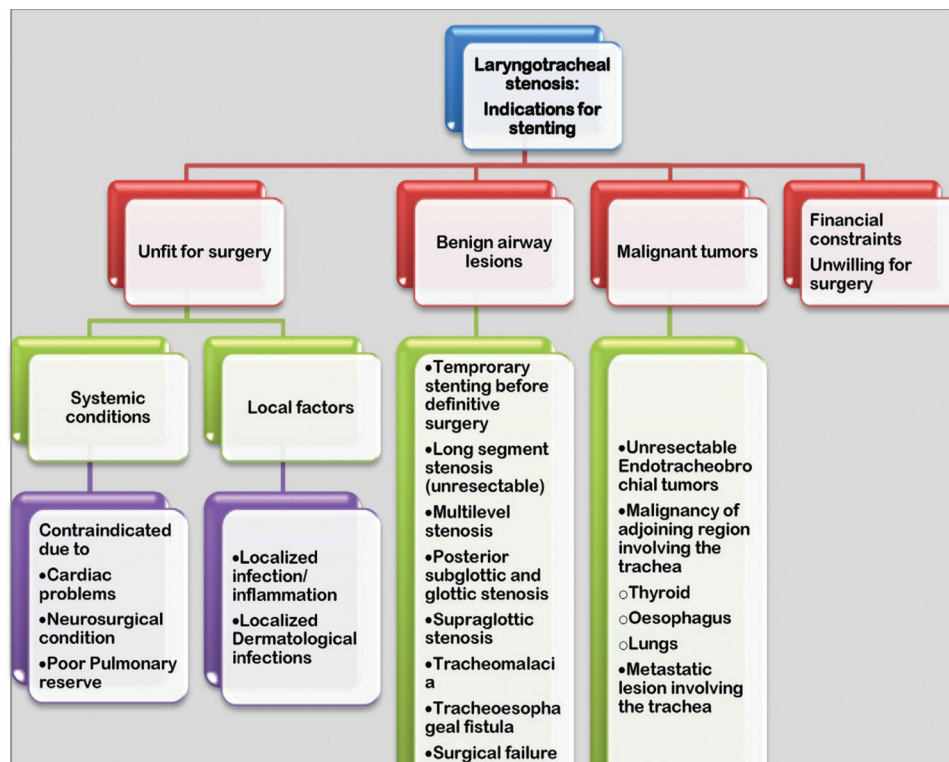 Laryngotracheal
stenosis:
Indications for
stenting
Unfit for surgery
Benign airway
lesions
Malignant tumors
Financial
constraints
Unwilling for
surgery
Systemic
conditions
Local factors
Contraindicated
due to
•Cardiac
problems
•Neurosurgical
condition
•Poor Pulmonary
reserve
•Localized
infection/
inflammation
•Localized
Dermatological
infections
•Temprorary
stenting before
definitive
surgery
•Long segment
stenosis
(unresectable)
•Multilevel
stenosis
•Posterior
subglottic and
glottic stenosis
•Supraglottic
stenosis
•Tracheomalaci
a
•Tracheoesopha
geal fistula
•Surgical failure
•Unresectable
Endotracheobro
chial tumors
•Malignancy of
adjoining region
involving the
trachea
○Thyroid
○Oesophagus
○Lungs
•Metastatic
lesion involving
the trachea